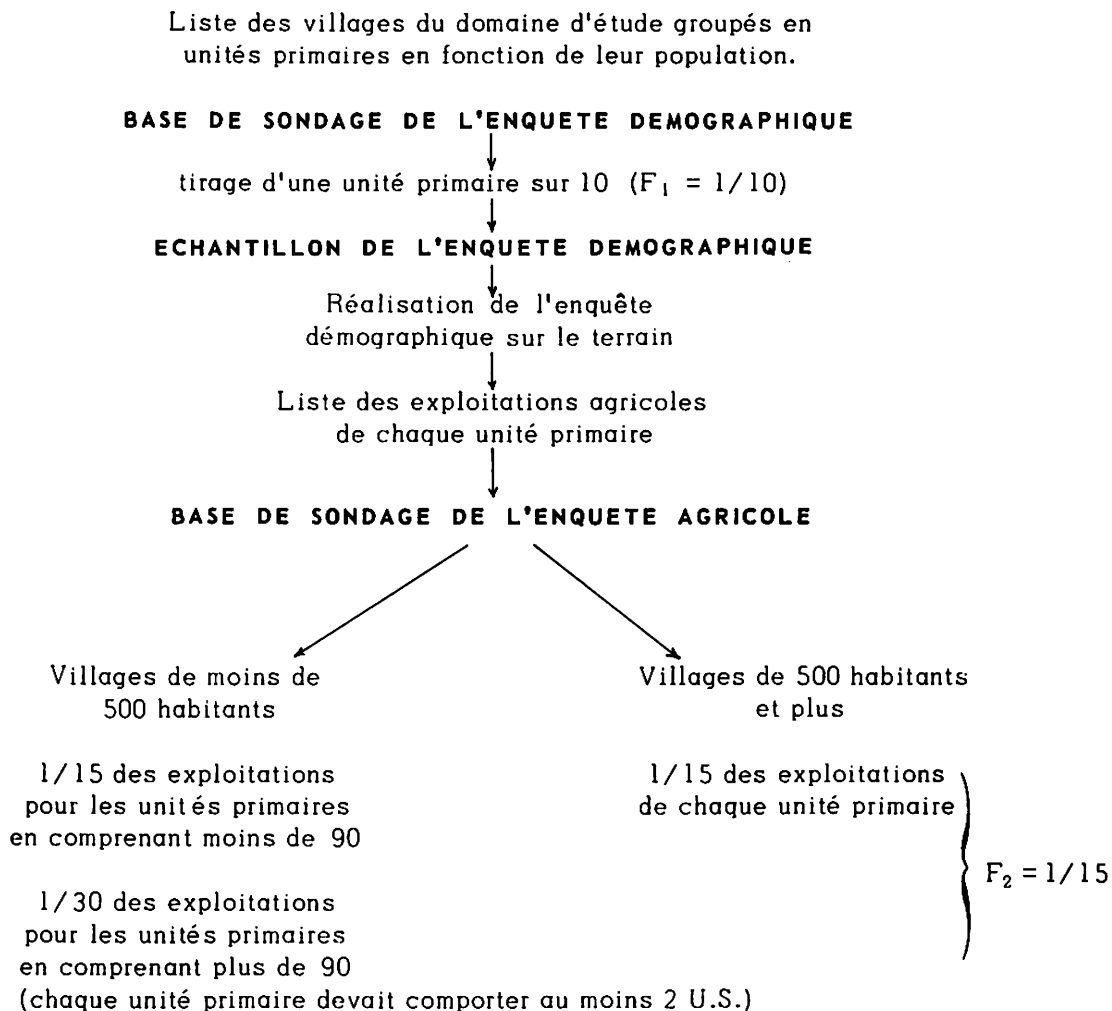 Liste des villages du domaine d'étude groupés en
unités primaires en fonction de leur population.
BASE DE SONDAGE DE L'ENQUETE DEMOGRAPHIQUE
tirage d'une unité primaire sur 10 (F₁ = 1/10)
ECHANTILLON DE L'ENQUETE DEMOGRAPHIQUE
Réalisation de l'enquête
démographique sur le terrain
Liste des exploitations agricoles
de chaque unité primaire
BASE DE SONDAGE DE L'ENQUETE AGRICOLE
Villages de moins de
500 habitants
1/15 des exploitations
pour les unités primaires
en comprenant moins de 90
1/30 des exploitations
pour les unités primaires
en comprenant plus de 90
(chaque unité primaire devait comporter au moins 2 U.S.)
Villages de 500 habitants
et plus
1/15 des exploitations
de chaque unité primaire
F₂ = 1/15